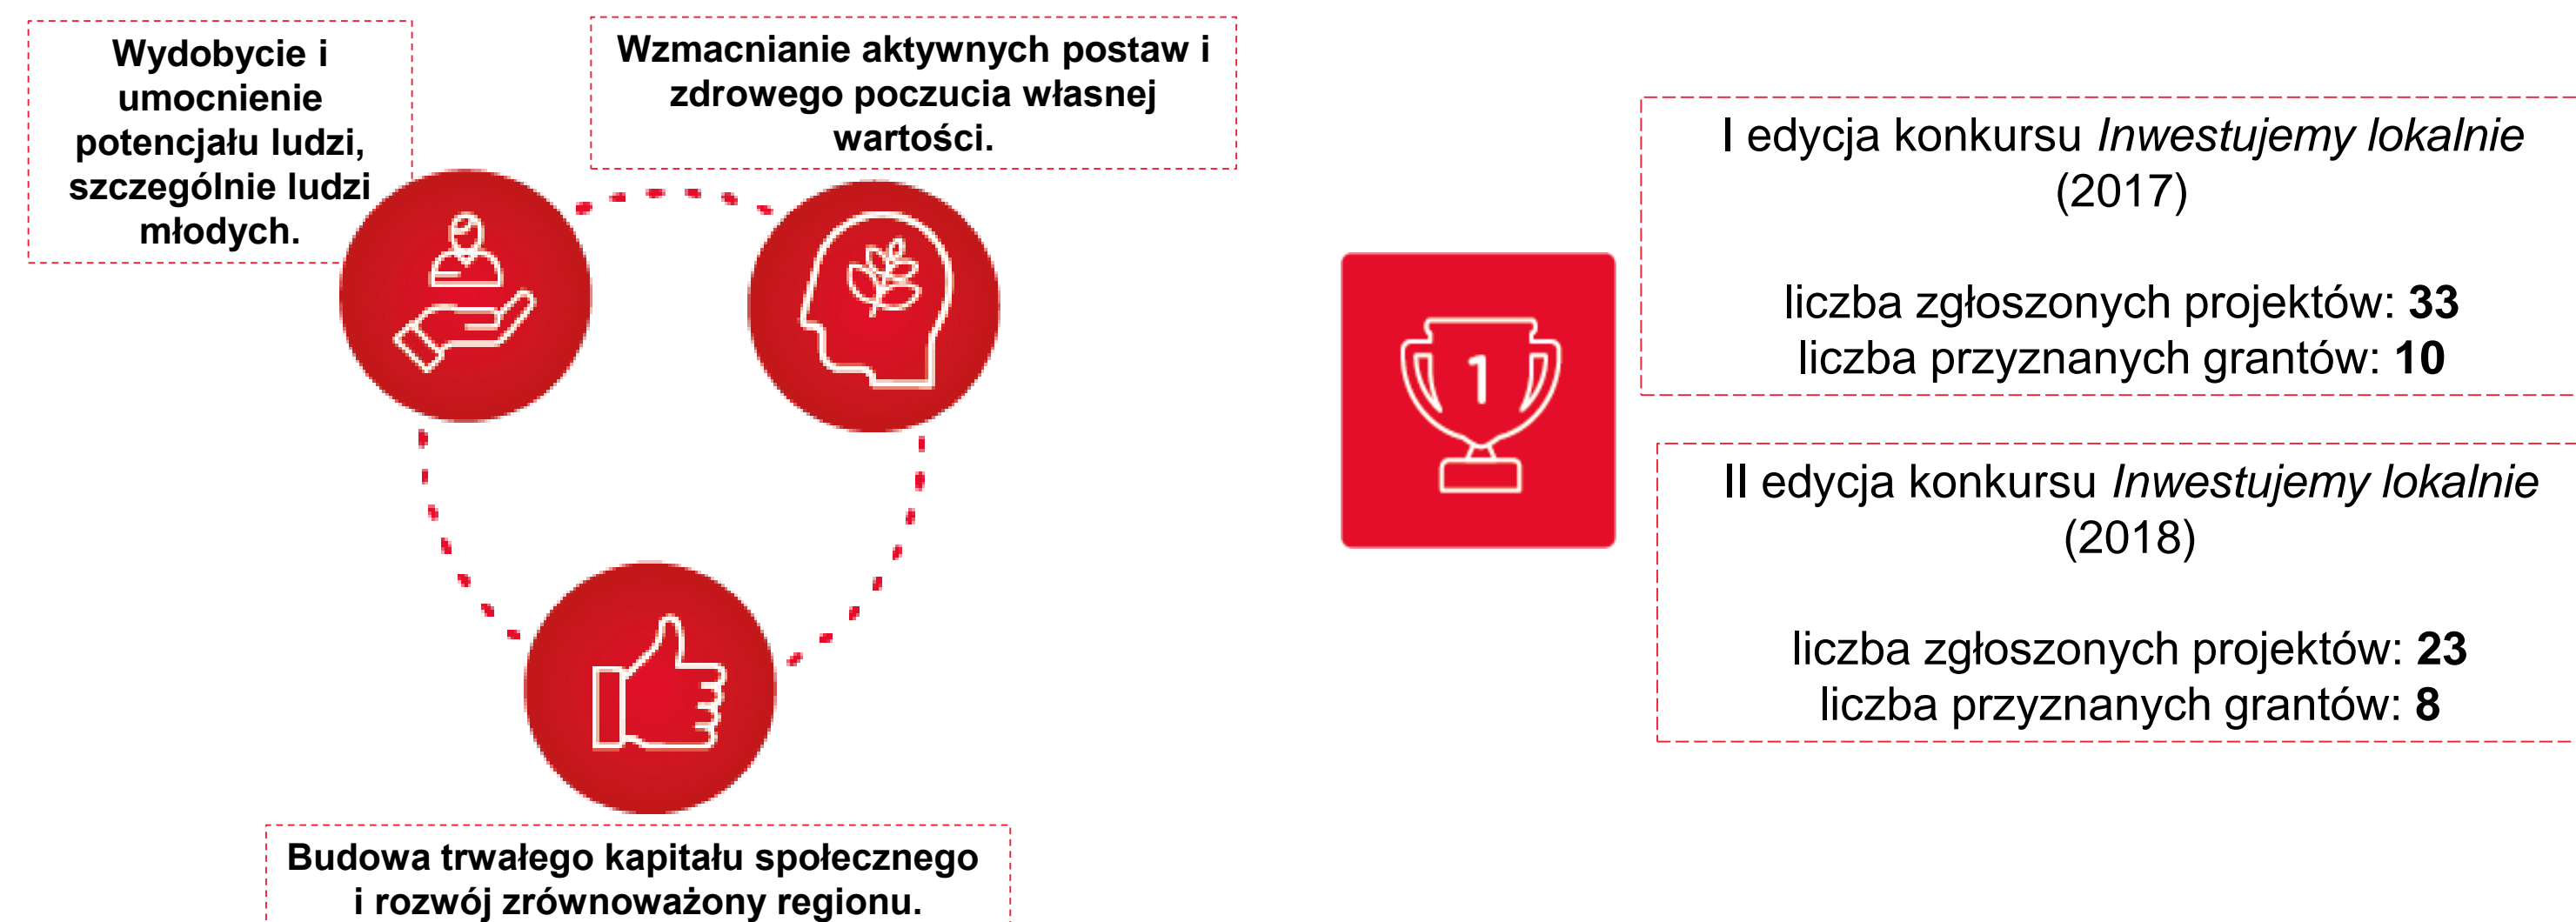 Wydobycie i
umocnienie
potencjału ludzi,
szczególnie ludzi
młodych.
Wzmacnianie aktywnych postaw i
zdrowego poczucia własnej
wartości.
Budowa trwałego kapitału społecznego
i rozwój zrównoważony regionu.
1
I edycja konkursu Inwestujemy lokalnie
(2017)
liczba zgłoszonych projektów: 33
liczba przyznanych grantów: 10
II edycja konkursu Inwestujemy lokalnie
(2018)
liczba zgłoszonych projektów: 23
liczba przyznanych grantów: 8